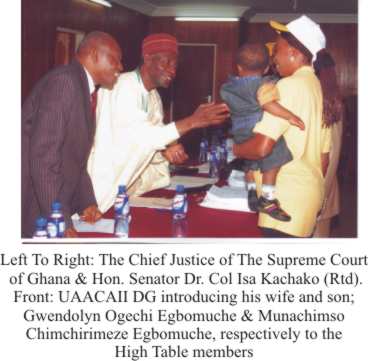 Left To Right: The Chief Justice of The Supreme Court
of Ghana & Hon. Senator Dr. Col Isa Kachako (Rtd).
Front: UAACAII DG introducing his wife and son;
Gwendolyn Ogechi Egbomuche & Munachimso
Chimchirimeze Egbomuche, respectively to the
High Table members